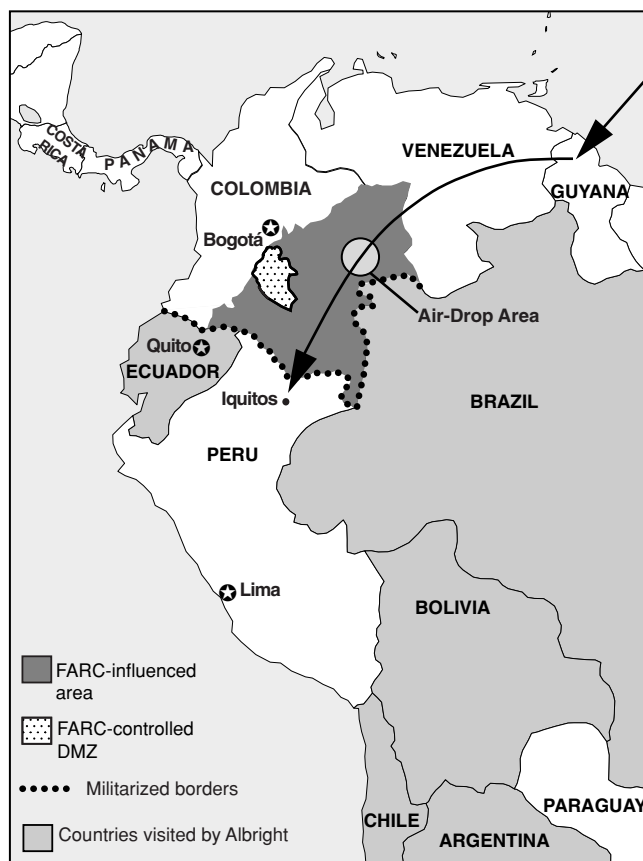 COSTA
RICA
PANAMA
VENEZUELA
GUYANA
COLOMBIA
Bogotá
Air-Drop Area
Quito
ECUADOR
Iquitos
BRAZIL
PERU
Lima
BOLIVIA
FARC-influenced
area
FARC-controlled
DMZ
Militarized borders
Countries visited by Albright
PARAGUAY
CHILE
ARGENTINA